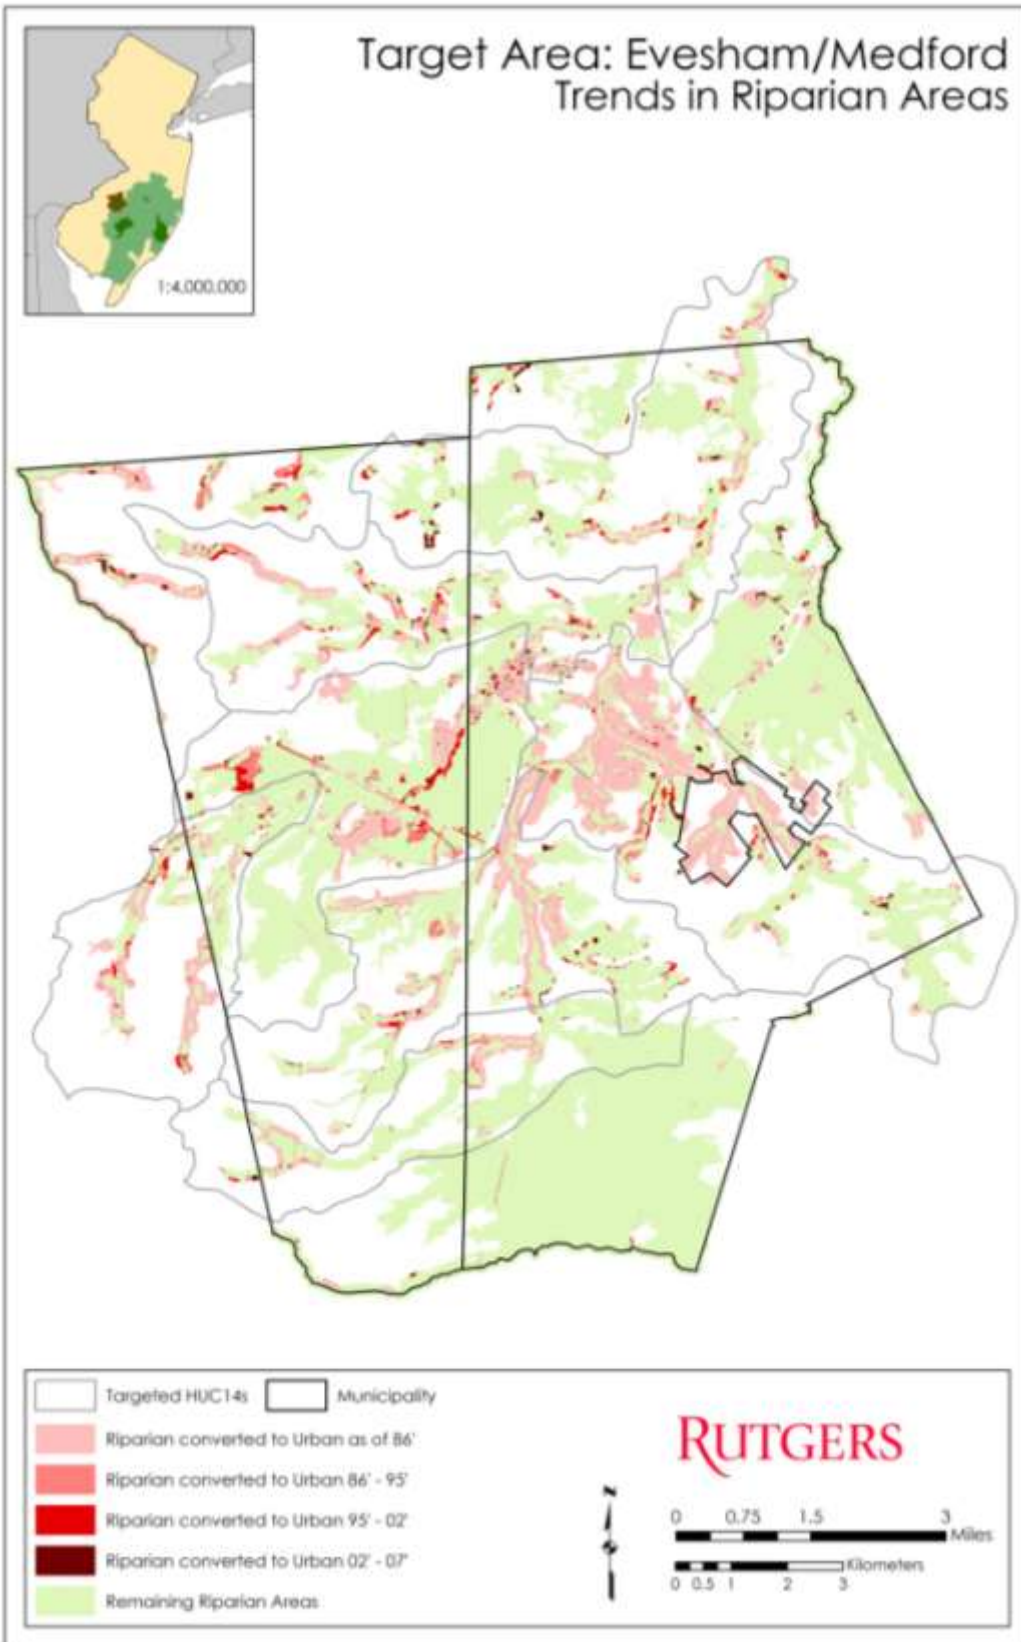 Target Area: Evesham/Medford
Trends in Riparian Areas
1:4,000,000
Targeted HUC14s
Municipality
Riparian converted to Urban as of 86'
Riparian converted to Urban 86' - 95'
Riparian converted to Urban 95' - 02'
Riparian converted to Urban 02' - 07'
Remaining Riparian Areas
RUTGERS
N
0 0.75 1.5 3
Miles
Kilometers
0 0.5 1 2 3